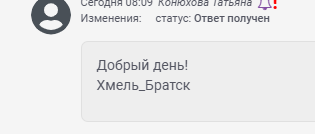 Сегодня 08:09 Конюхова Татьяна
Изменения: статус: Ответ получен
Добрый день!
Хмель_Братск